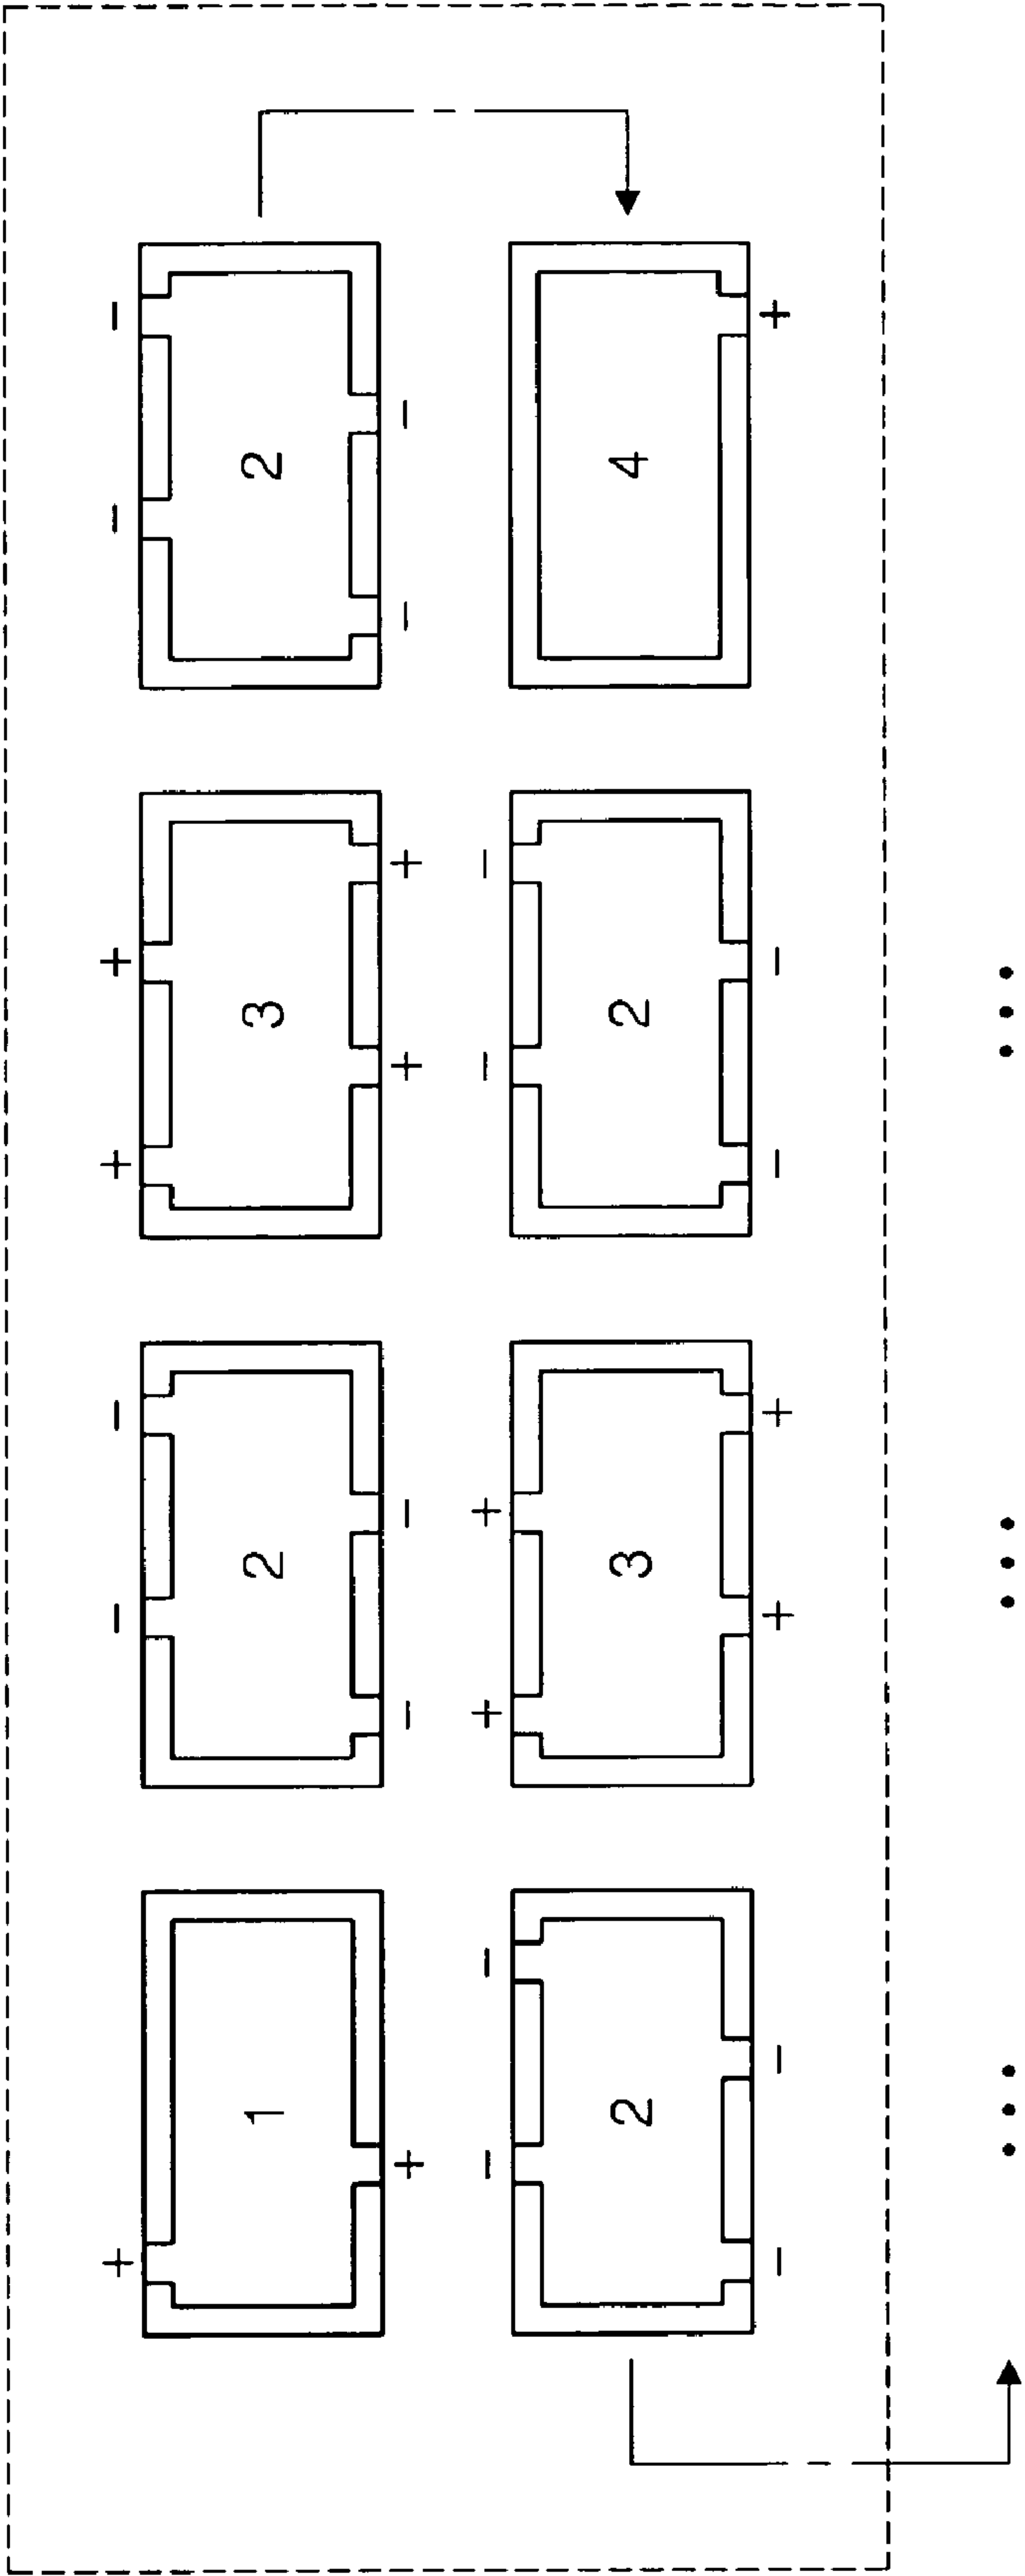 + − − + + − −
1 2 3 2
+ − − + + − −
− − + + − −
2 3 2 4
− − + + − − +
... ... ...